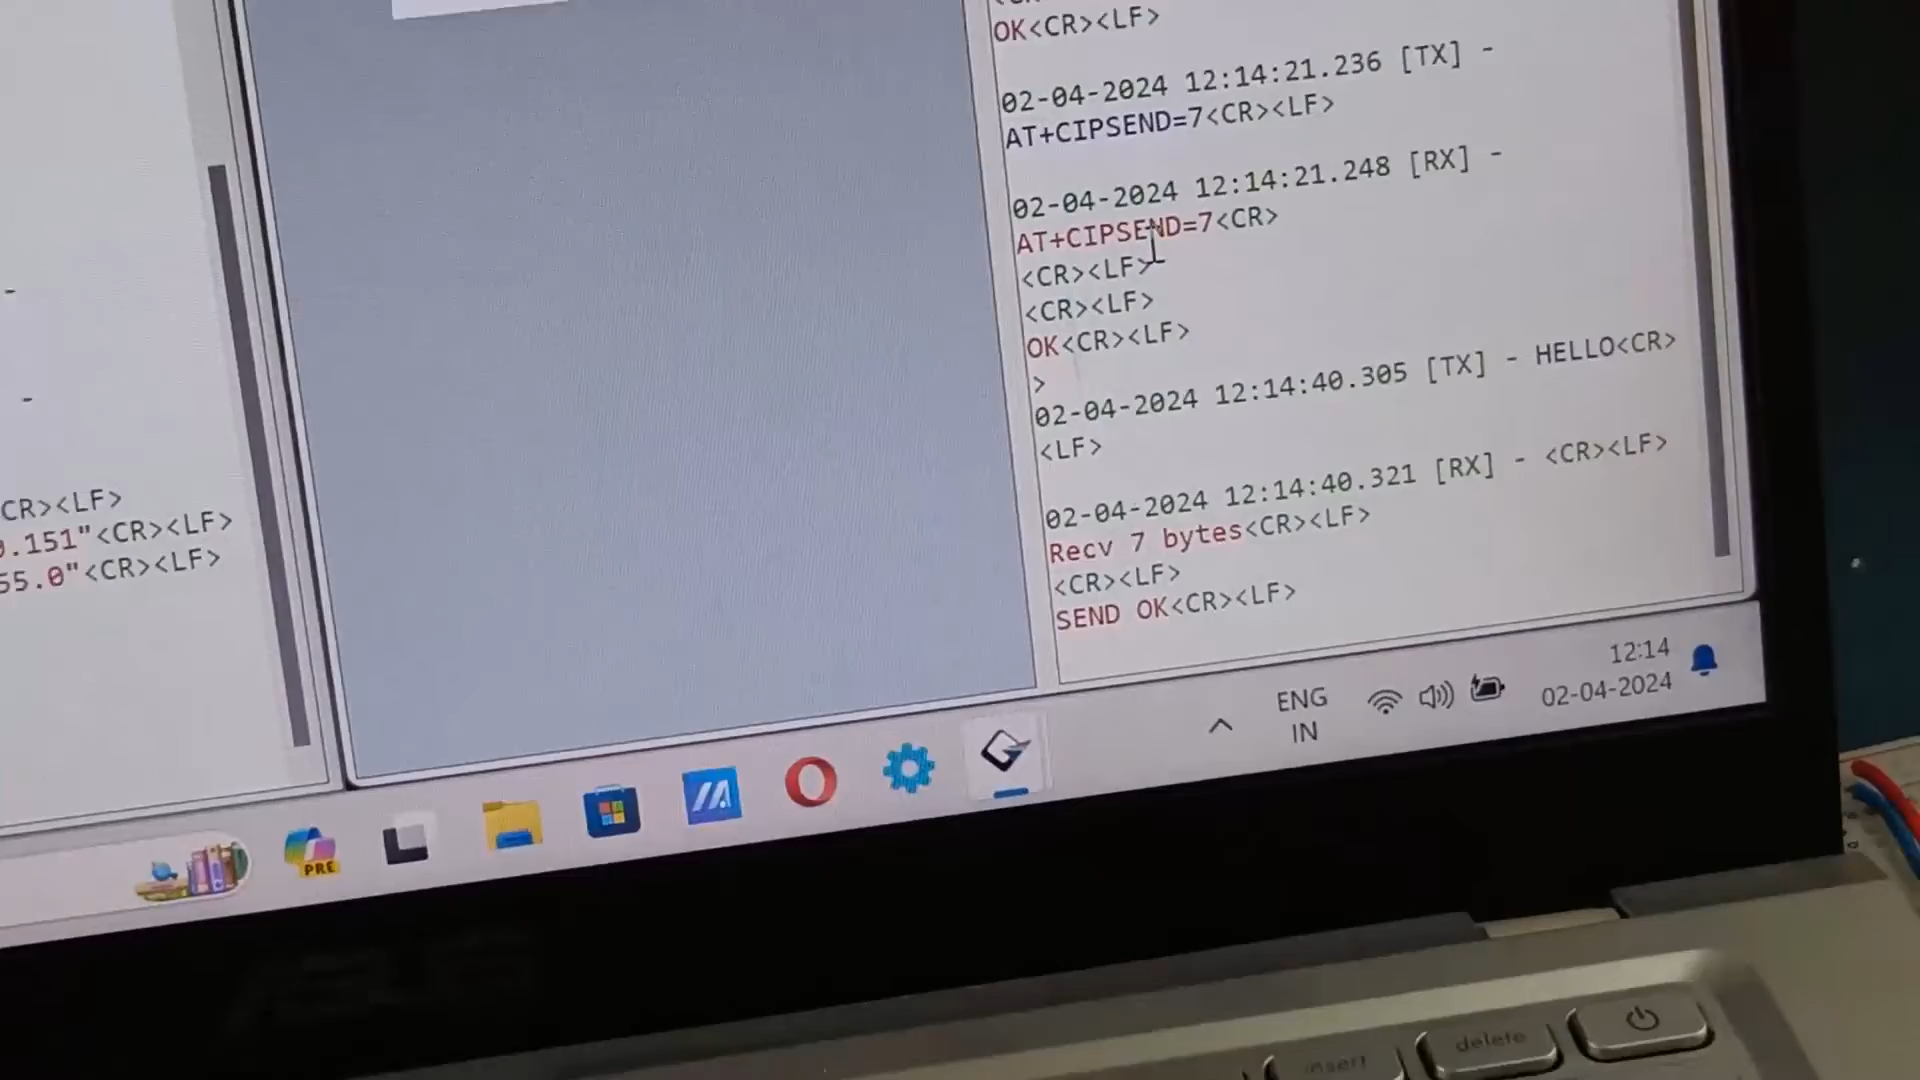 OK<CR><LF>
02-04-2024 12:14:21.236 [TX] -
AT+CIPSEND=7<CR><LF>
02-04-2024 12:14:21.248 [RX] -
AT+CIPSEND=7<CR>
<CR><LF>
<CR><LF>
OK<CR><LF>
>
02-04-2024 12:14:40.305 [TX] - HELLO<CR>
<LF>
02-04-2024 12:14:40.321 [RX] - <CR><LF>
Recv 7 bytes<CR><LF>
<CR><LF>
SEND OK<CR><LF>
-
-
CR><LF>
.151"<CR><LF>
55.0"<CR><LF>
PRE
ENG
IN
12:14
02-04-2024
insert
delete